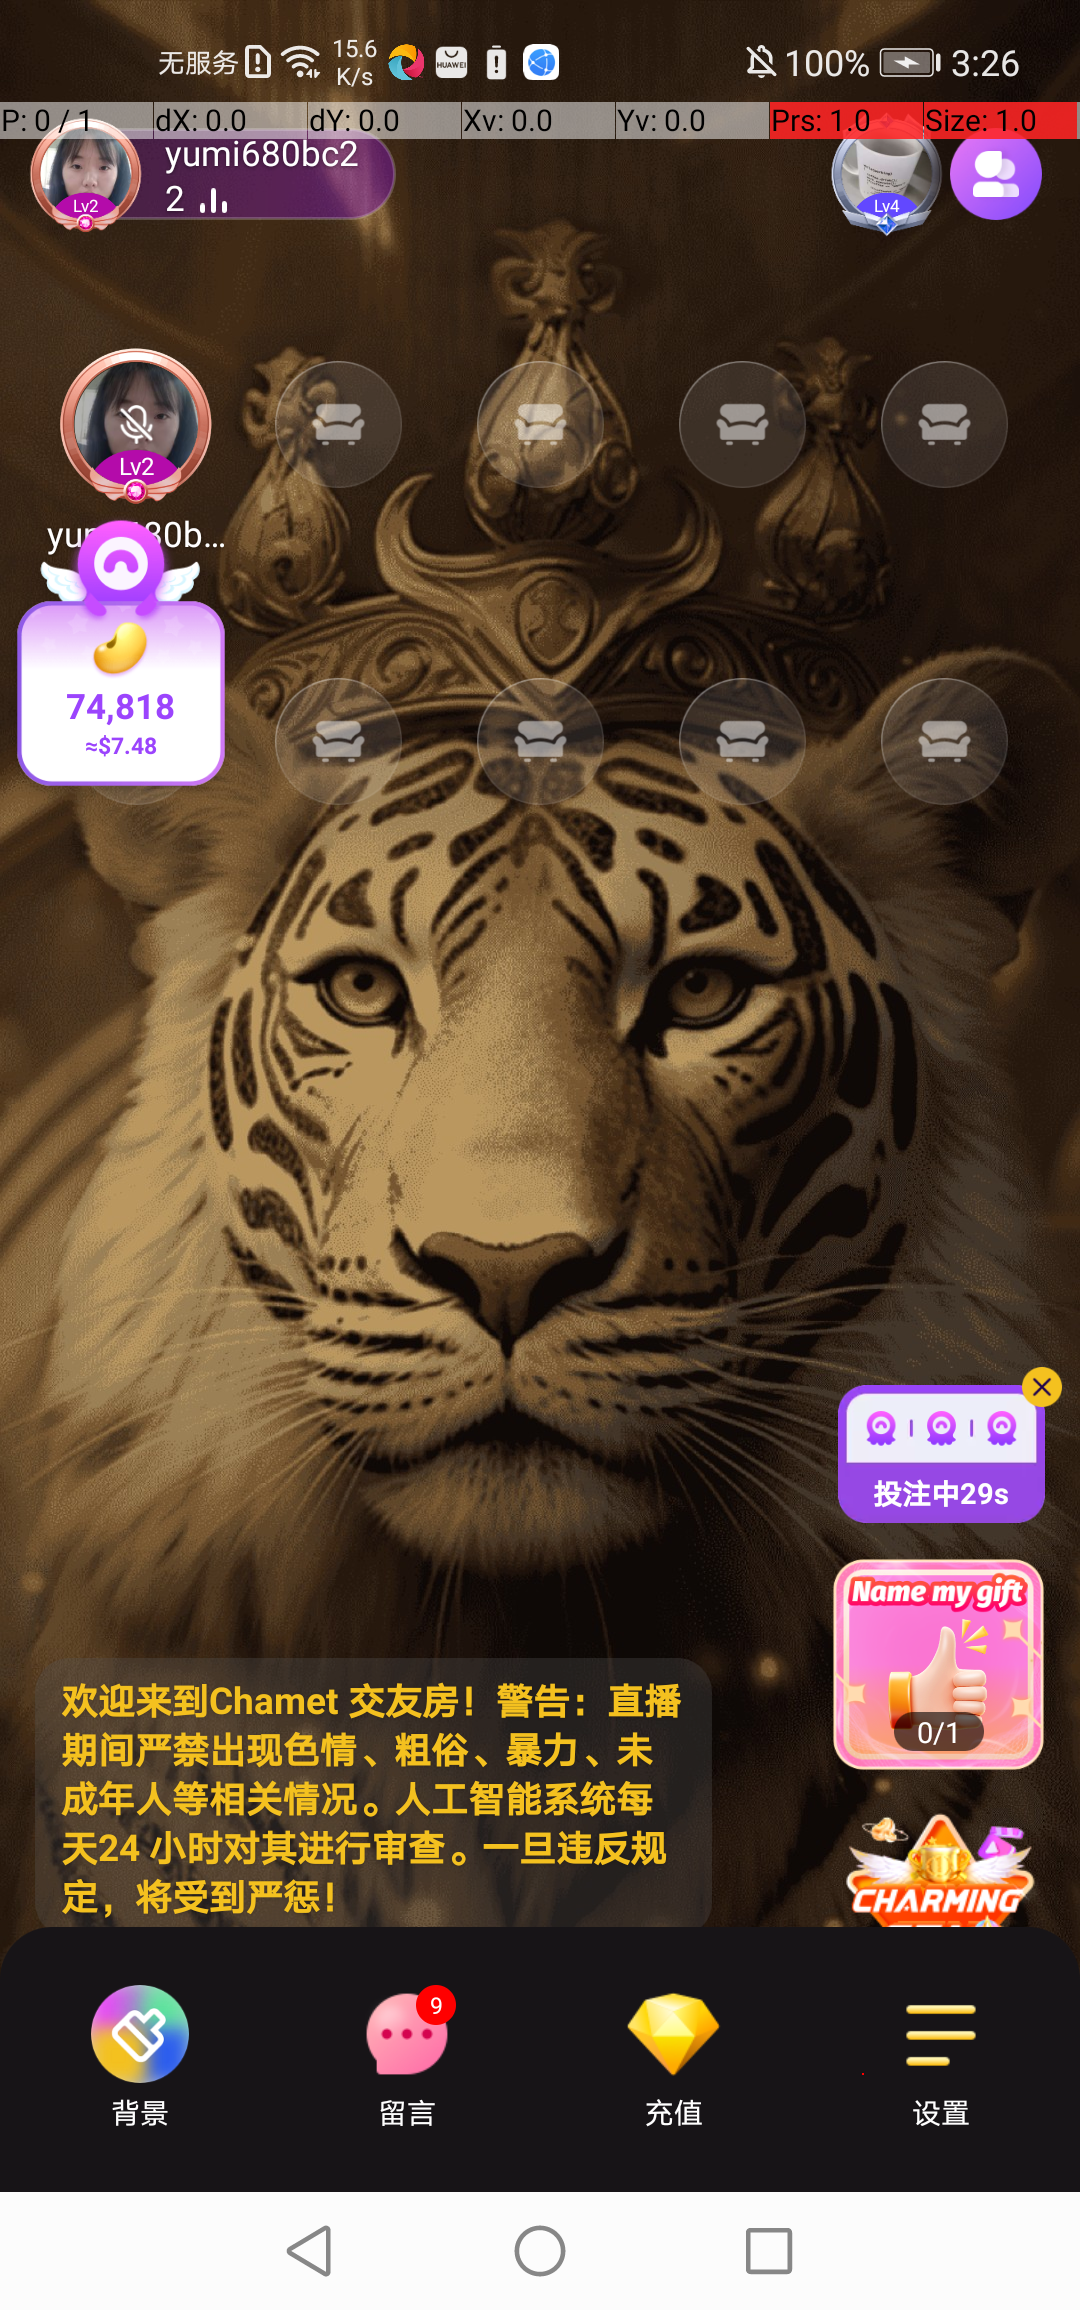 无服务 15.6 K/s HUAWEI 100% 3:26
P: 0 / 1 dX: 0.0 dY: 0.0 Xv: 0.0 Yv: 0.0 Prs: 1.0 Size: 1.0
yumi680bc2
2
Lv2
Lv4
Lv2
74,818
≈$7.48
投注中29s
Name my gift
0/1
欢迎来到Chamet 交友房！警告：直播
期间严禁出现色情、粗俗、暴力、未
成年人等相关情况。人工智能系统每
天24 小时对其进行审查。一旦违反规
定，将受到严惩！
CHARMING
9
背景 留言 充值 设置